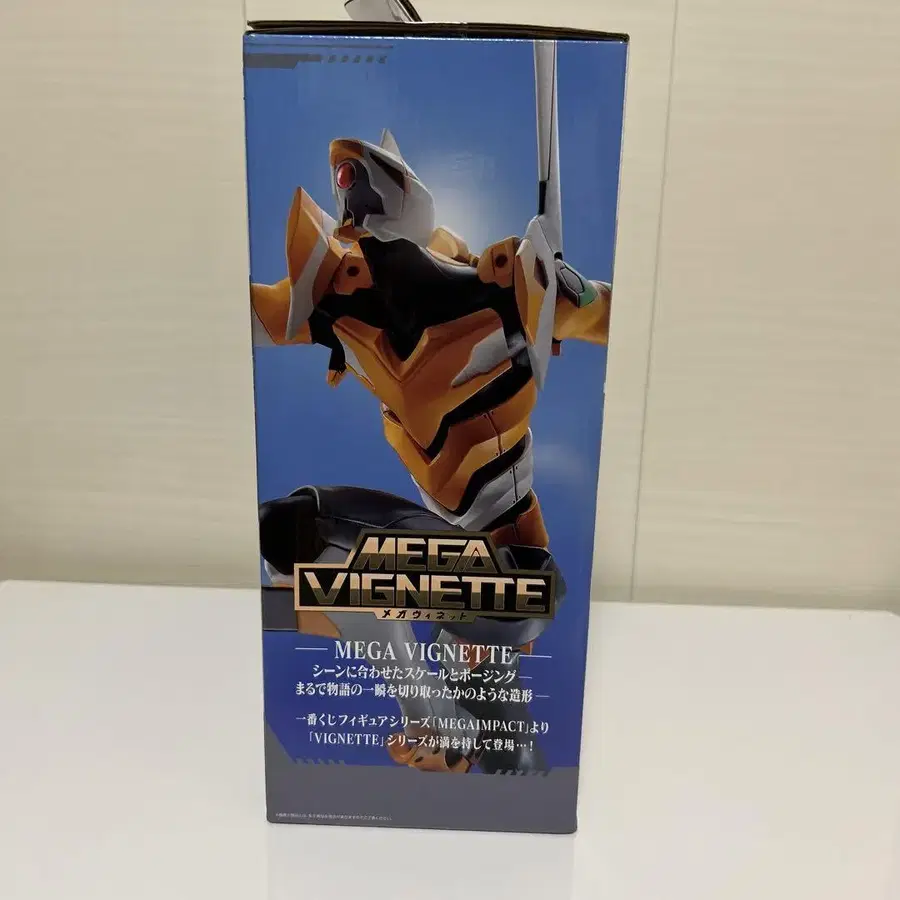 MEGA
VIGNETTE
メガヴィネット
MEGA VIGNETTE
シーンに合わせたスケールとポージング―
まるで物語の一瞬を切り取ったかのような造形―
一番くじフィギュアシリーズ「MEGAIMPACT」より
「VIGNETTE」シリーズが満を持して登場…!